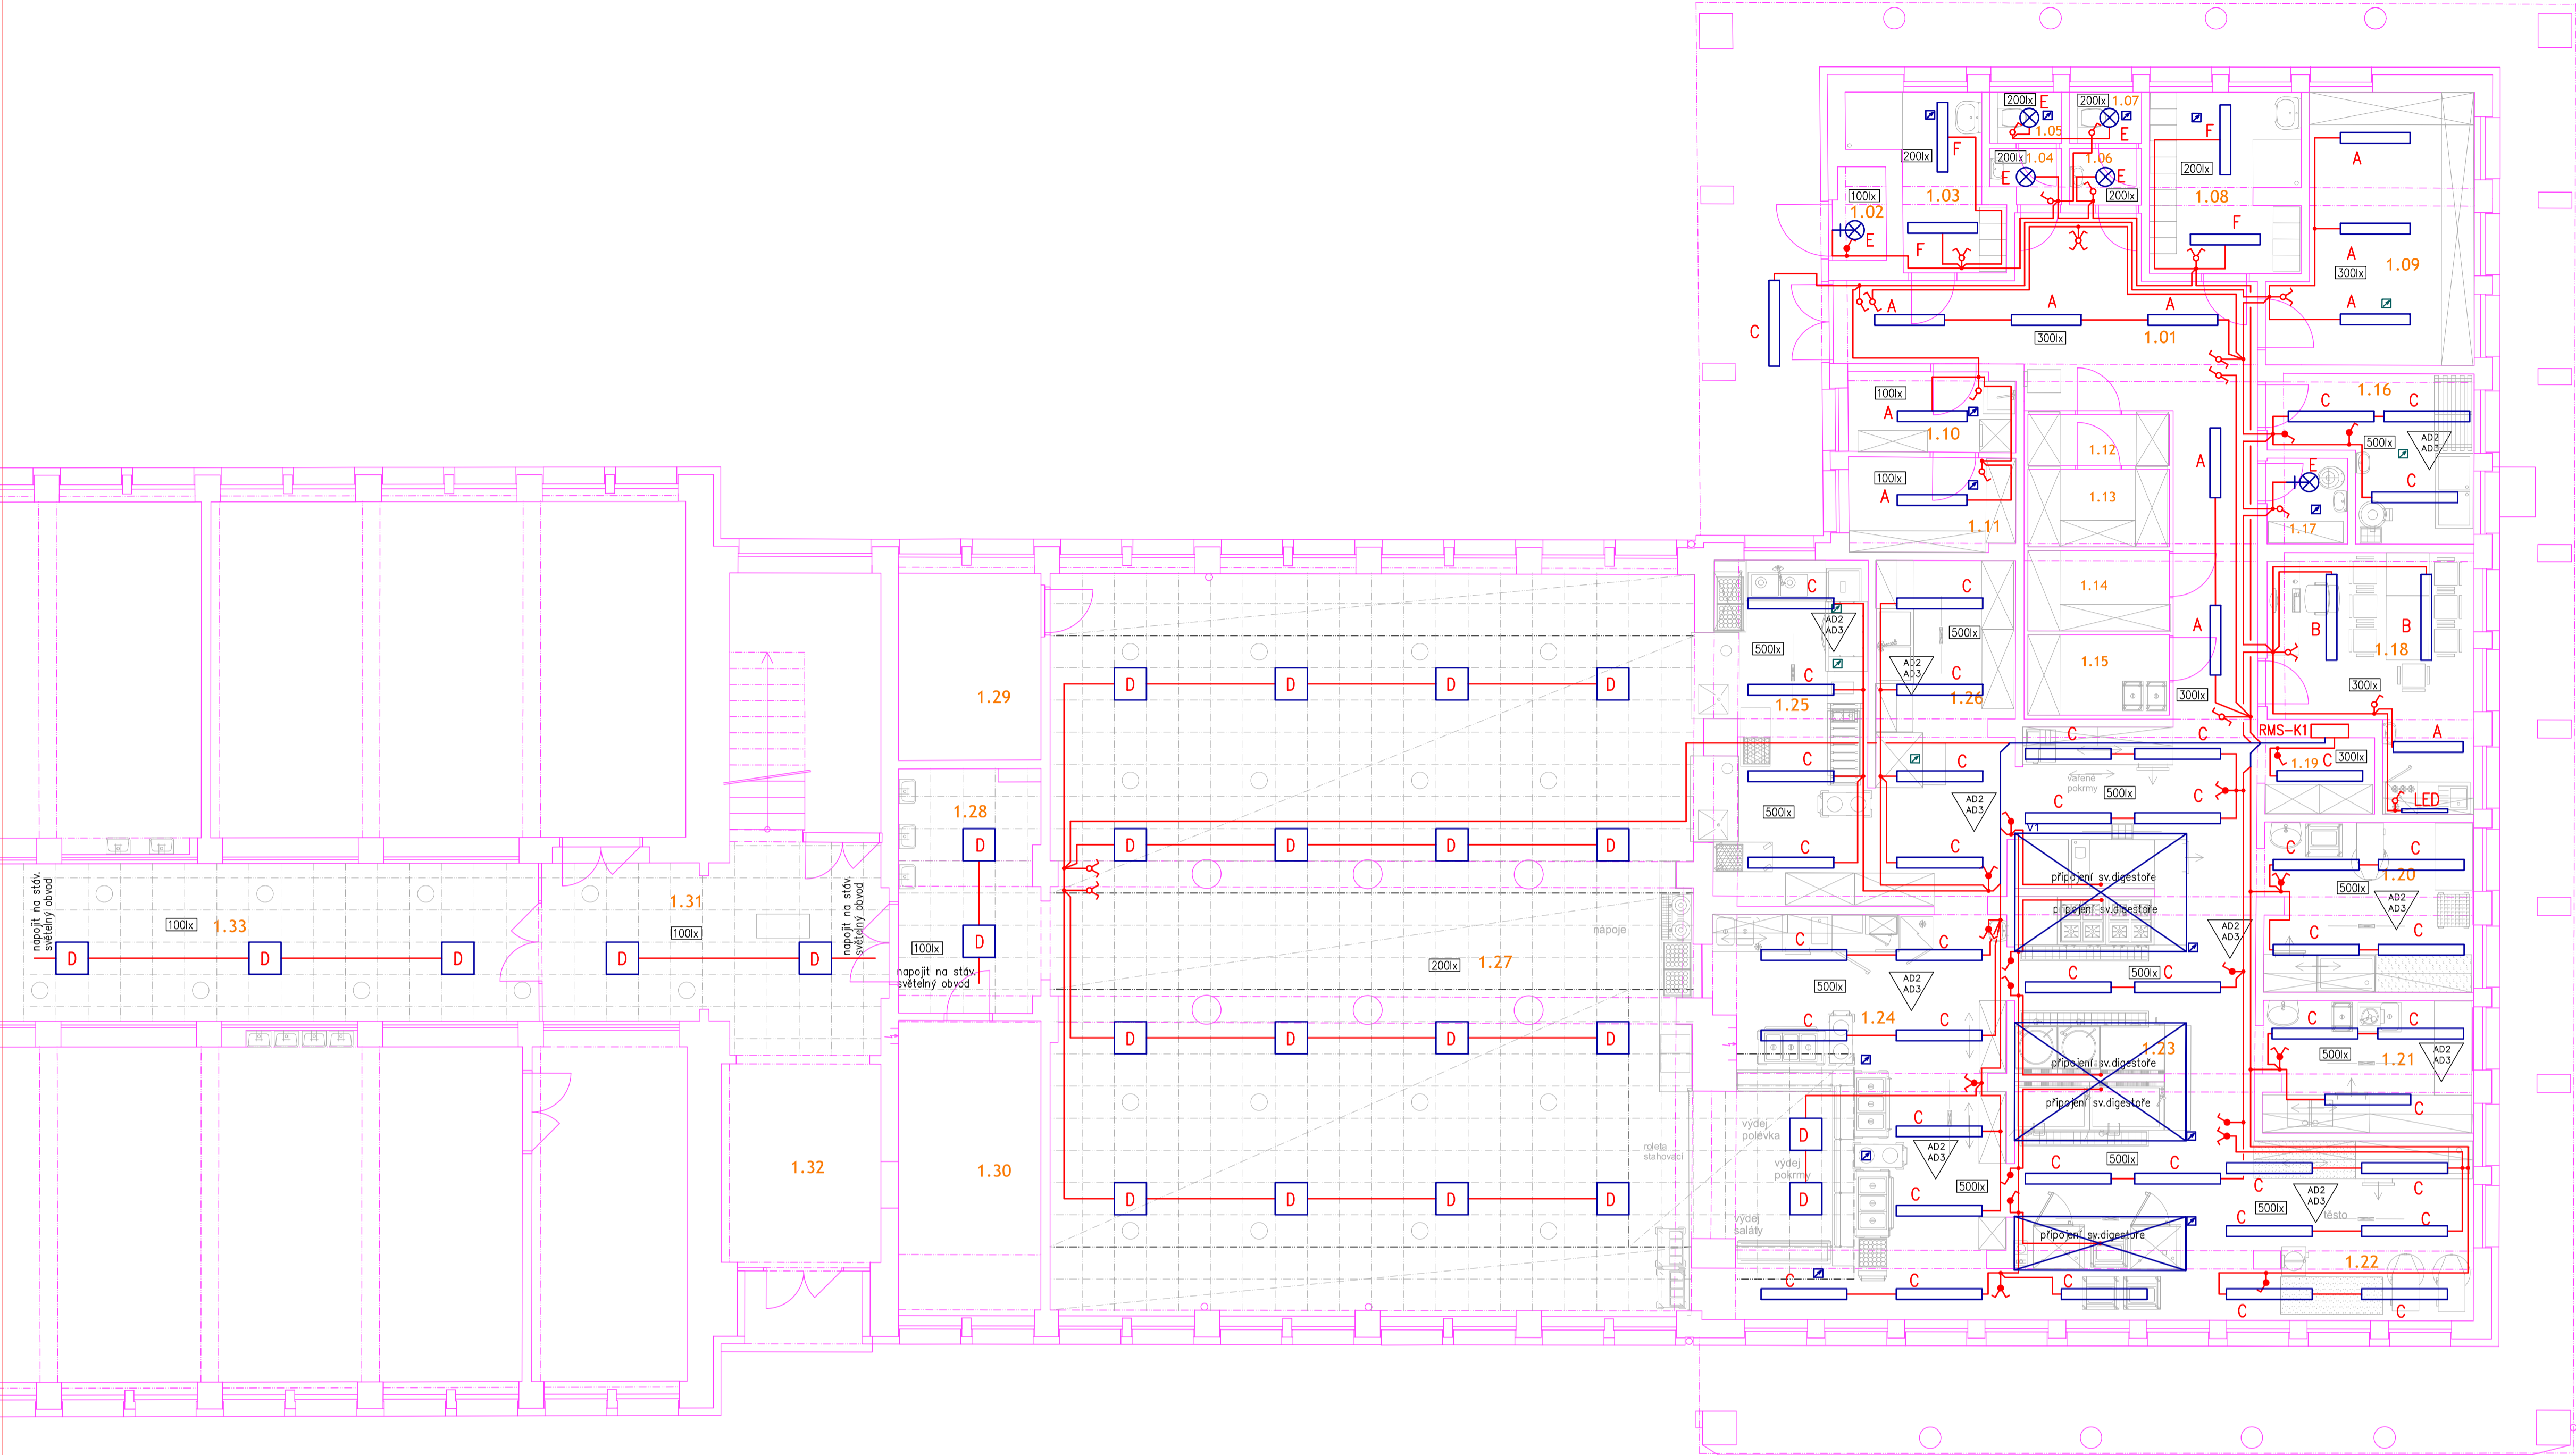 200lx
E
200lx
1.07
1.05
E
F
200lx
F
200lx
1.04
1.06
E
E
200lx
1.03
200lx
1.08
A
100lx
1.02
E
F
F
A
300lx
1.09
A
C
A
A
A
300lx
1.01
100lx
A
1.10
100lx
A
1.11
1.12
1.13
1.14
1.15
A
A
300lx
1.16
C
C
500lx
AD2
AD3
E
C
1.17
B
B
1.18
300lx
RMS-K1
A
1.19
C
300lx
LED
C
AD2
AD3
500lx
C
1.25
C
500lx
C
C
500lx
AD2
AD3
C
1.26
C
AD2
AD3
C
C
C
vařené
pokrmy
500lx
C
C
V1
připojení sv.digestoře
připojení sv.digestoře
AD2
AD3
C
500lx
C
C
C
500lx
1.20
AD2
AD3
C
C
C
C
500lx
1.21
AD2
AD3
C
1.23
připojení sv.digestoře
připojení sv.digestoře
500lx
C
C
připojení sv.digestoře
C
C
C
500lx
AD2
AD3
těsto
C
C
1.22
C
C
C
C
500lx
AD2
AD3
C
C
1.24
výdej
polévka
D
výdej
pokrmy
D
výdej
saláty
C
AD2
AD3
500lx
C
C
C
nápoje
roleta
stahovací
1.29
D
D
D
D
1.28
D
D
D
D
D
D
100lx
napojit na stáv.
světelný obvod
200lx
1.27
D
D
D
D
D
D
D
D
1.30
1.32
1.31
100lx
D
D
napojit na stáv.
světelný obvod
napojit na stáv.
světelný obvod
100lx
1.33
D
D
D